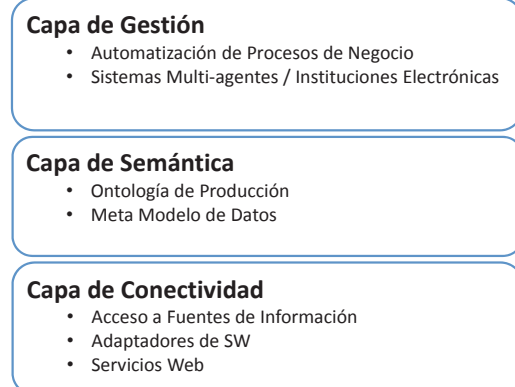 Capa de Gestión
• Automatización de Procesos de Negocio
• Sistemas Multi-agentes / Instituciones Electrónicas
Capa de Semántica
• Ontología de Producción
• Meta Modelo de Datos
Capa de Conectividad
• Acceso a Fuentes de Información
• Adaptadores de SW
• Servicios Web